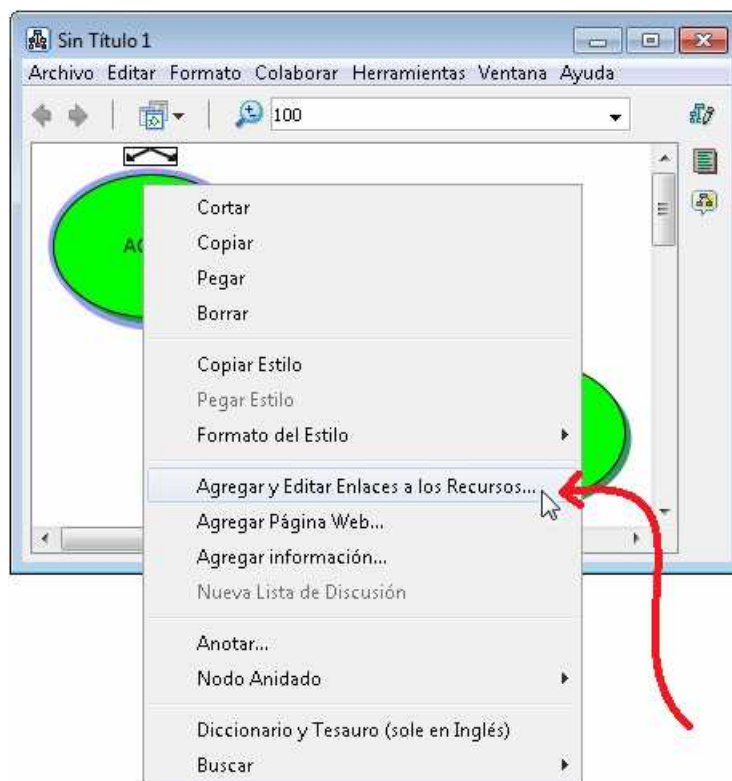 Sin Título 1
Archivo Editar Formato Colaborar Herramientas Ventana Ayuda
100
Cortar
Copiar
Pegar
Borrar
Copiar Estilo
Pegar Estilo
Formato del Estilo
Agregar y Editar Enlaces a los Recursos...
Agregar Página Web...
Agregar información...
Nueva Lista de Discusión
Anotar...
Nodo Anidado
Diccionario y Tesauro (sole en Inglés)
Buscar